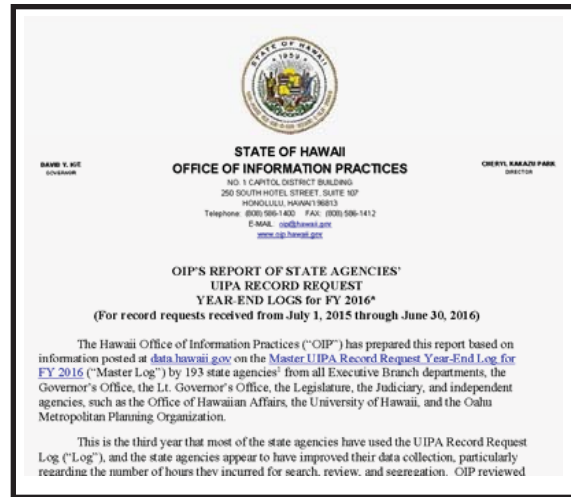 1959
DAVID Y. IGE
GOVERNOR
STATE OF HAWAII
OFFICE OF INFORMATION PRACTICES
CHERYL KAKAZU PARK
DIRECTOR
NO. 1 CAPITOL DISTRICT BUILDING
250 SOUTH HOTEL STREET, SUITE 107
HONOLULU, HAWAI'I 96813
Telephone: (808) 586-1400 FAX: (808) 586-1412
E-MAIL: oip@hawaii.gov
www.oip.hawaii.gov
OIP'S REPORT OF STATE AGENCIES'
UIPA RECORD REQUEST
YEAR-END LOGS for FY 2016*
(For record requests received from July 1, 2015 through June 30, 2016)
The Hawaii Office of Information Practices ("OIP") has prepared this report based on
information posted at data.hawaii.gov on the Master UIPA Record Request Year-End Log for
FY 2016 ("Master Log") by 193 state agencies¹ from all Executive Branch departments, the
Governor's Office, the Lt. Governor's Office, the Legislature, the Judiciary, and independent
agencies, such as the Office of Hawaiian Affairs, the University of Hawaii, and the Oahu
Metropolitan Planning Organization.
This is the third year that most of the state agencies have used the UIPA Record Request
Log ("Log"), and the state agencies appear to have improved their data collection, particularly
regarding the number of hours they incurred for search, review, and segregation. OIP reviewed